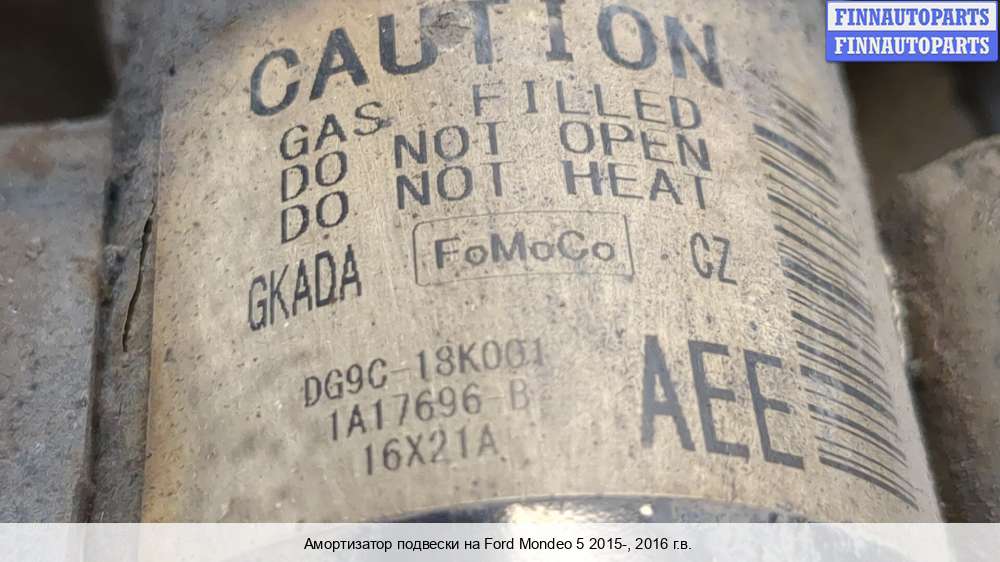 FINNAUTOPARTS
FINNAUTOPARTS
CAUTION
GAS FILLED
DO NOT OPEN
DO NOT HEAT
GKADA FoMoCo CZ
DG9C-18K001
AEE
1A17696-B
16X21A
Амортизатор подвески на Ford Mondeo 5 2015-, 2016 г.в.